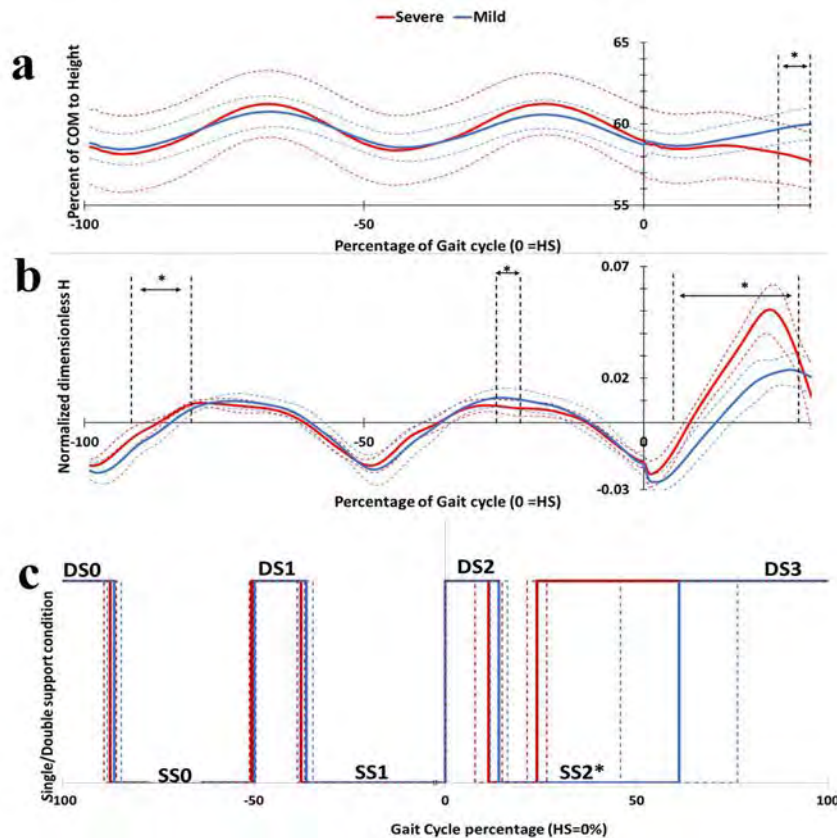 Severe Mild
a
Percent of COM to Height
65
*
60
55
-100 -50 0
Percentage of Gait cycle (0 =HS)
b
Normalized dimensionless H
0.07
* * *
0.02
-100 -50 0
-0.03
Percentage of Gait cycle (0 =HS)
c
Single/Double support condition
DS0 DS1 DS2 DS3
SS0 SS1 SS2*
-100 -50 0 50 100
Gait Cycle percentage (HS=0%)